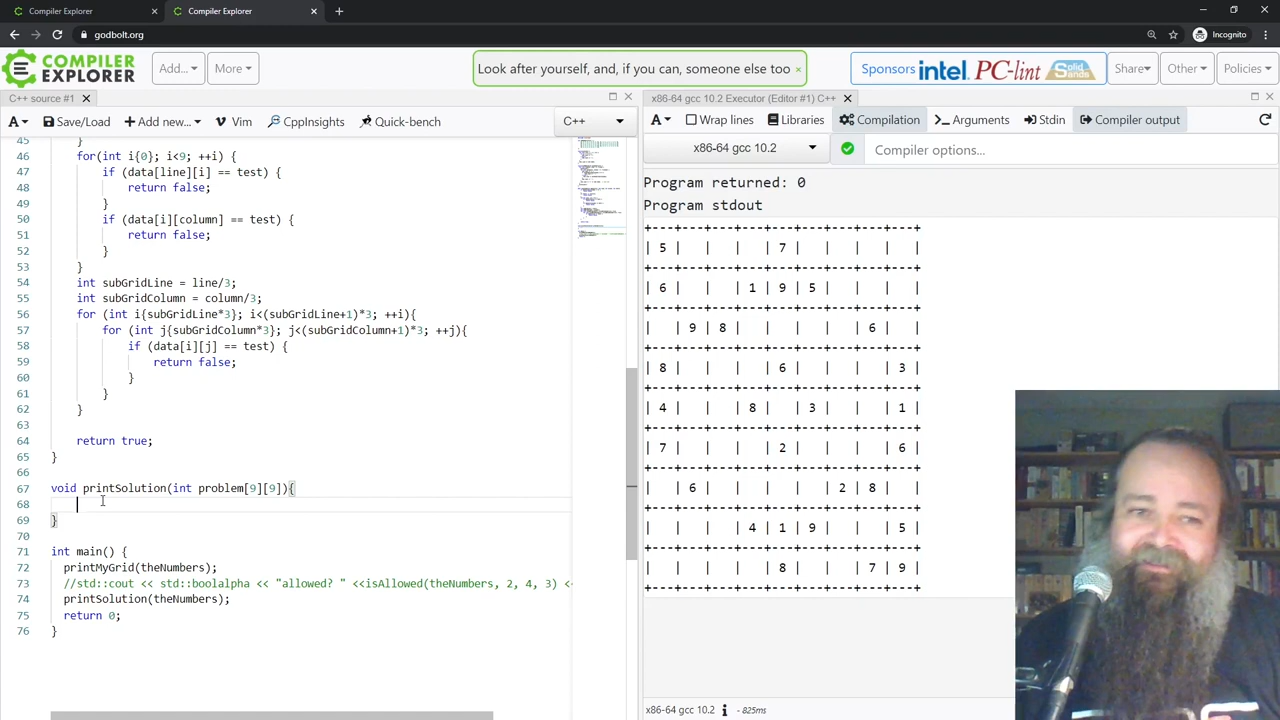 Compiler Explorer × Compiler Explorer × +
godbolt.org Incognito
COMPILER EXPLORER Add... More Look after yourself, and, if you can, someone else too × Sponsors intel. PC-lint Solid Sands Share Other Policies
C++ source #1
A Save/Load + Add new... Vim CppInsights Quick-bench C++
45 }
46 for(int i{0}; i<9; ++i) {
47 if (data[line][i] == test) {
48 return false;
49 }
50 if (data[i][column] == test) {
51 return false;
52 }
53 }
54 int subGridLine = line/3;
55 int subGridColumn = column/3;
56 for (int i{subGridLine*3}; i<(subGridLine+1)*3; ++i){
57 for (int j{subGridColumn*3}; j<(subGridColumn+1)*3; ++j){
58 if (data[i][j] == test) {
59 return false;
60 }
61 }
62 }
63
64 return true;
65 }
66
67 void printSolution(int problem[9][9]){
68
69 }
70
71 int main() {
72 printMyGrid(theNumbers);
73 //std::cout << std::boolalpha << "allowed? " <<isAllowed(theNumbers, 2, 4, 3) <
74 printSolution(theNumbers);
75 return 0;
76 }
x86-64 gcc 10.2 Executor (Editor #1) C++
A Wrap lines Libraries Compilation Arguments Stdin Compiler output
x86-64 gcc 10.2 Compiler options...
Program returned: 0
Program stdout
+---+---+---+---+---+---+---+---+---+
| 5 |   |   |   | 7 |   |   |   |   |
+---+---+---+---+---+---+---+---+---+
| 6 |   |   | 1 | 9 | 5 |   |   |   |
+---+---+---+---+---+---+---+---+---+
|   | 9 | 8 |   |   |   |   | 6 |   |
+---+---+---+---+---+---+---+---+---+
| 8 |   |   |   | 6 |   |   |   | 3 |
+---+---+---+---+---+---+---+---+---+
| 4 |   |   | 8 |   | 3 |   |   | 1 |
+---+---+---+---+---+---+---+---+---+
| 7 |   |   |   | 2 |   |   |   | 6 |
+---+---+---+---+---+---+---+---+---+
|   | 6 |   |   |   |   | 2 | 8 |   |
+---+---+---+---+---+---+---+---+---+
|   |   |   | 4 | 1 | 9 |   |   | 5 |
+---+---+---+---+---+---+---+---+---+
|   |   |   |   | 8 |   |   | 7 | 9 |
+---+---+---+---+---+---+---+---+---+
x86-64 gcc 10.2 i - 825ms